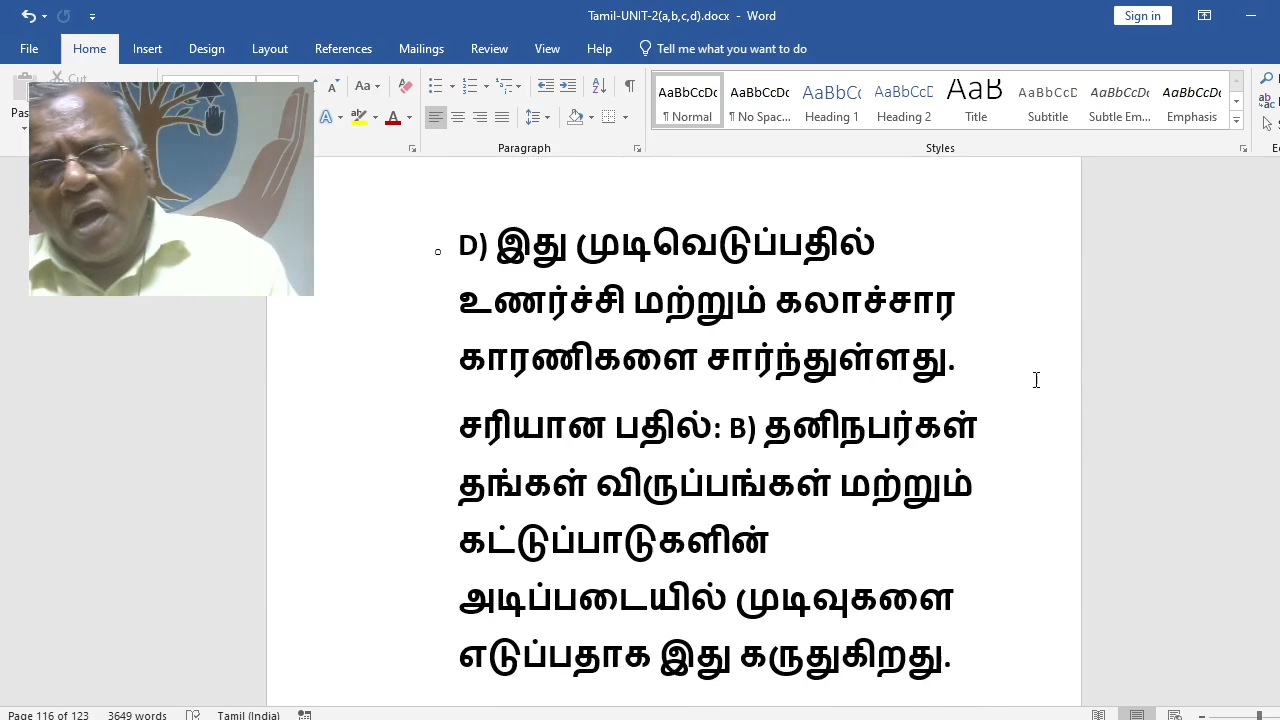 Tamil-UNIT-2(a,b,c,d).docx - Word
Sign in
File Home Insert Design Layout References Mailings Review View Help Tell me what you want to do
Cut
Aa
AaBbCcDc AaBbCcDc AaBbCc AaBbCcD AaB AaBbCcD AaBbCcDc AaBbCcDc
¶ Normal ¶ No Spac... Heading 1 Heading 2 Title Subtitle Subtle Em... Emphasis
Paragraph Styles
D) இது முடிவெடுப்பதில்
உணர்ச்சி மற்றும் கலாச்சார
காரணிகளை சார்ந்துள்ளது.
சரியான பதில்: B) தனிநபர்கள்
தங்கள் விருப்பங்கள் மற்றும்
கட்டுப்பாடுகளின்
அடிப்படையில் முடிவுகளை
எடுப்பதாக இது கருதுகிறது.
Page 116 of 123 3649 words Tamil (India)